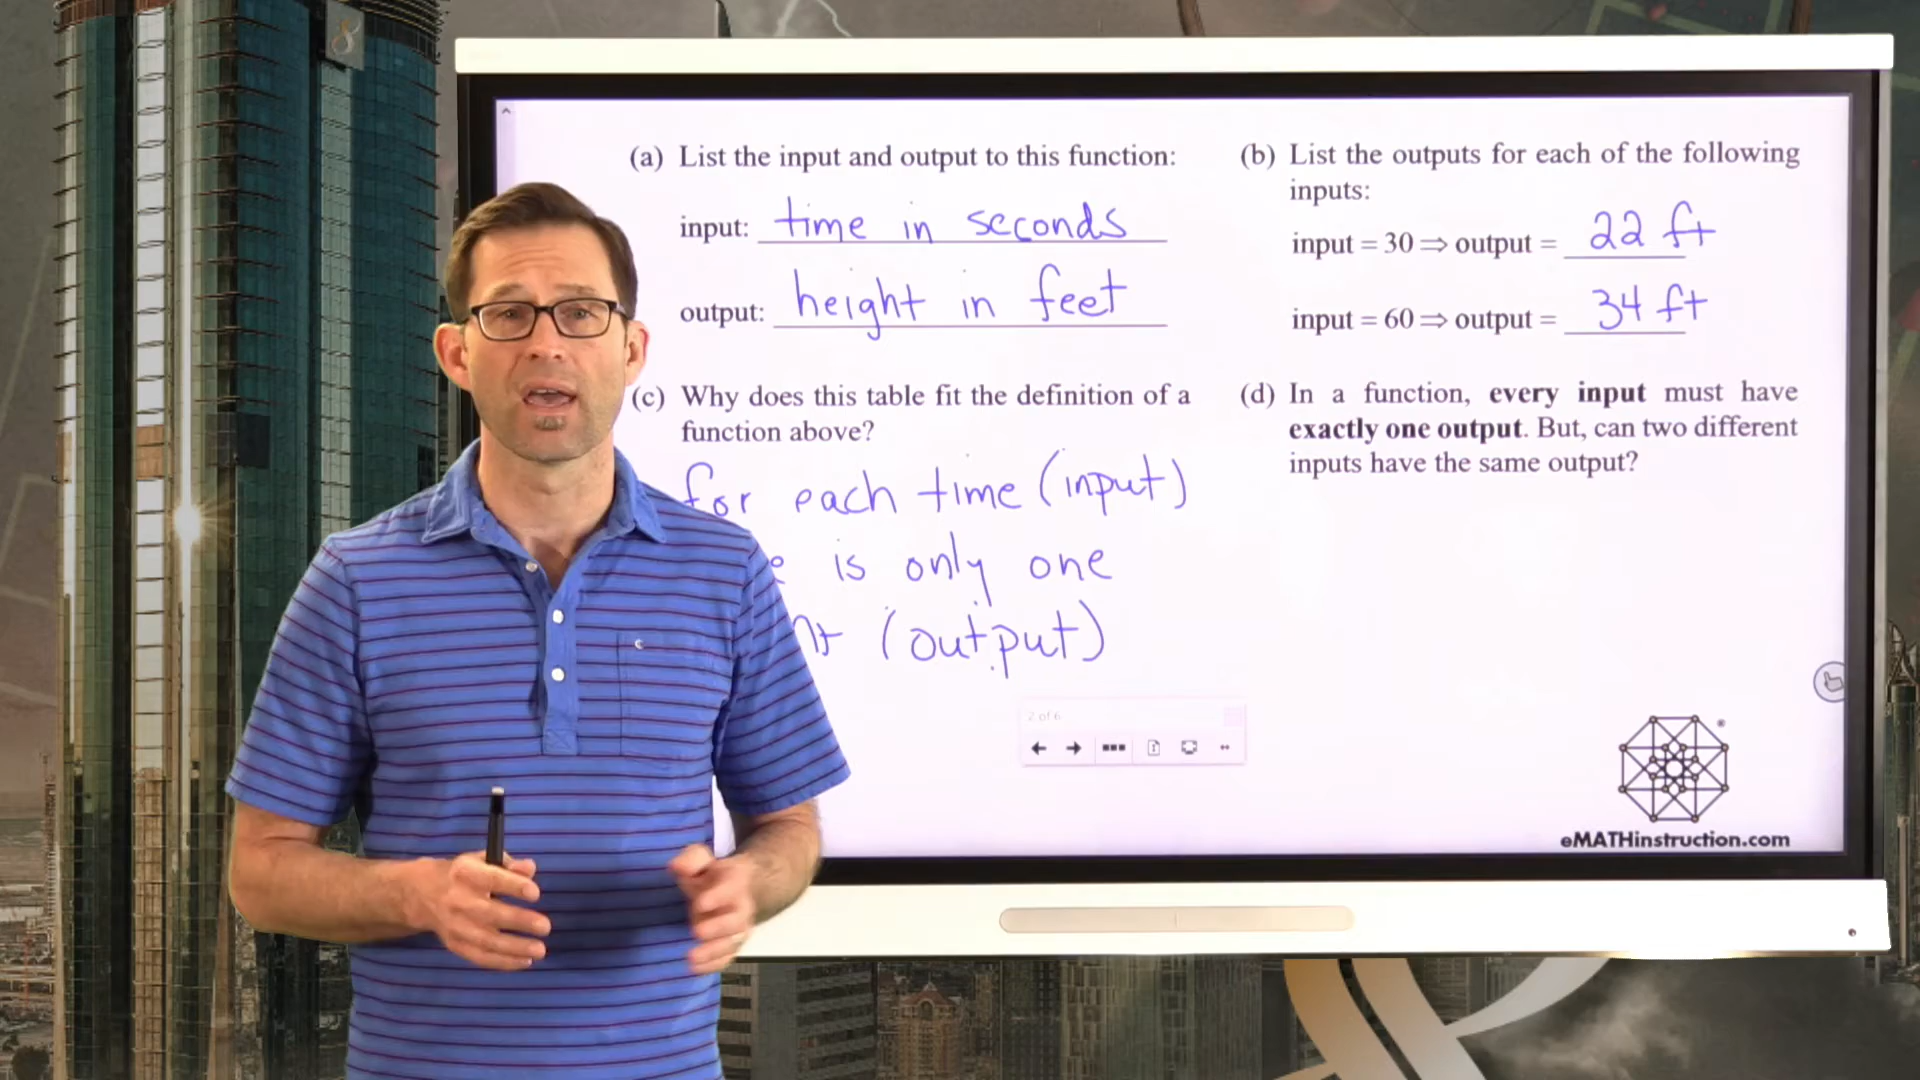 (a) List the input and output to this function:
input: time in seconds
output: height in feet
(b) List the outputs for each of the following
inputs:
input = 30 ⇒ output = 22 ft
input = 60 ⇒ output = 34 ft
(c) Why does this table fit the definition of a
function above?
for each time (input)
is only one
(output)
(d) In a function, every input must have
exactly one output. But, can two different
inputs have the same output?
2 of 6
eMATHinstruction.com